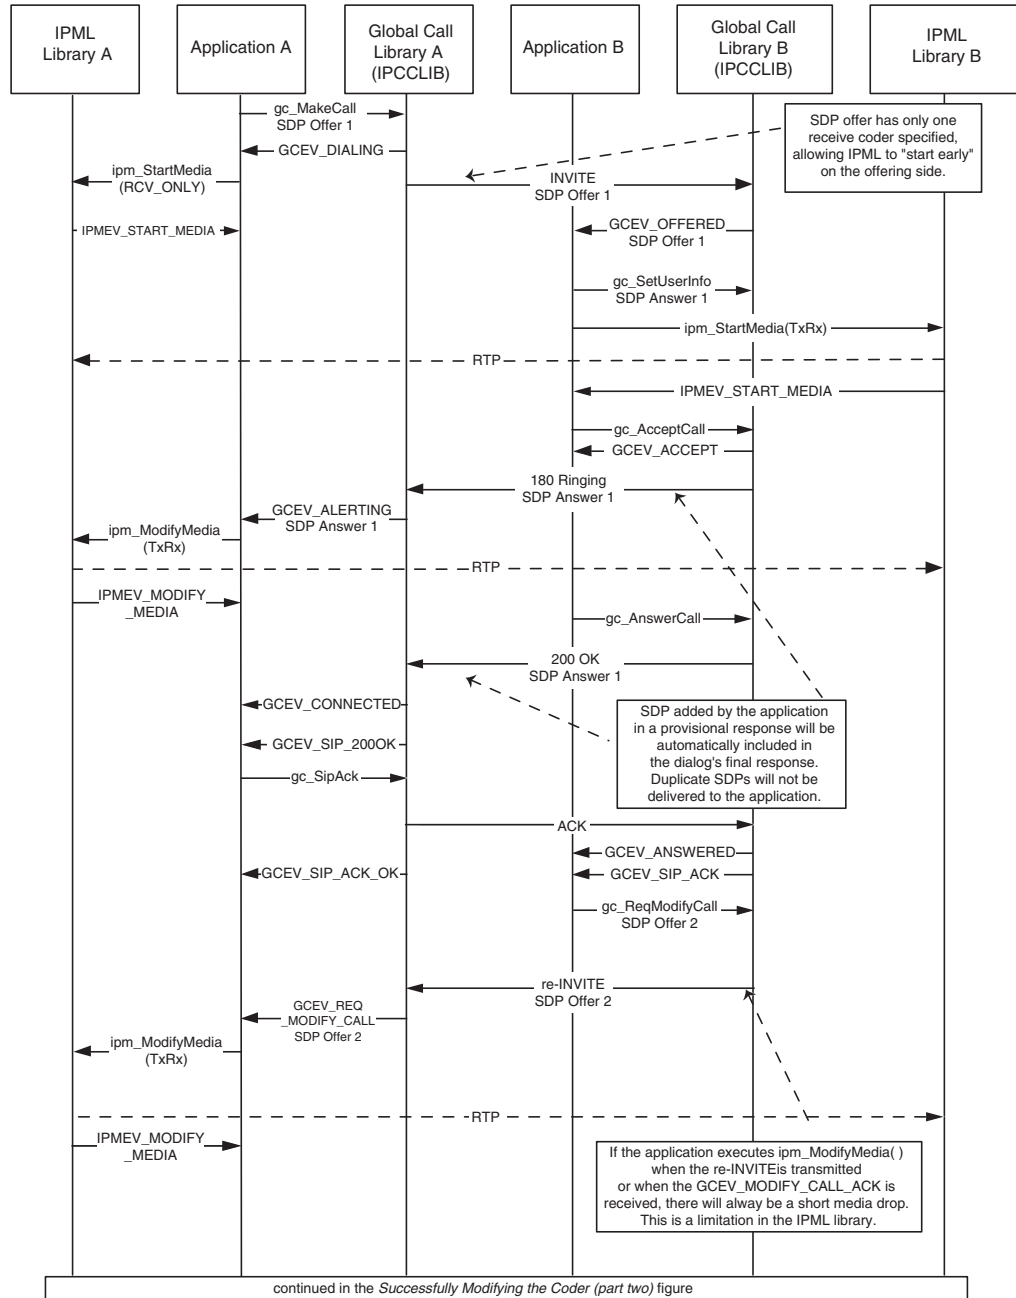 IPML
Library A
Application A
Global Call
Library A
(IPCCLIB)
Application B
Global Call
Library B
(IPCCLIB)
IPML
Library B
gc_MakeCall
SDP Offer 1
SDP offer has only one
receive coder specified,
allowing IPML to "start early"
on the offering side.
GCEV_DIALING
ipm_StartMedia
(RCV_ONLY)
INVITE
SDP Offer 1
IPMEV_START_MEDIA
GCEV_OFFERED
SDP Offer 1
gc_SetUserInfo
SDP Answer 1
ipm_StartMedia(TxRx)
RTP
IPMEV_START_MEDIA
gc_AcceptCall
GCEV_ACCEPT
180 Ringing
SDP Answer 1
GCEV_ALERTING
SDP Answer 1
ipm_ModifyMedia
(TxRx)
RTP
IPMEV_MODIFY
_MEDIA
gc_AnswerCall
200 OK
SDP Answer 1
GCEV_CONNECTED
SDP added by the application
in a provisional response will be
automatically included in
the dialog's final response.
Duplicate SDPs will not be
delivered to the application.
GCEV_SIP_200OK
gc_SipAck
ACK
GCEV_ANSWERED
GCEV_SIP_ACK_OK
GCEV_SIP_ACK
gc_ReqModifyCall
SDP Offer 2
re-INVITE
SDP Offer 2
GCEV_REQ
_MODIFY_CALL
SDP Offer 2
ipm_ModifyMedia
(TxRx)
RTP
IPMEV_MODIFY
_MEDIA
If the application executes ipm_ModifyMedia( )
when the re-INVITEis transmitted
or when the GCEV_MODIFY_CALL_ACK is
received, there will alway be a short media drop.
This is a limitation in the IPML library.
continued in the Successfully Modifying the Coder (part two) figure